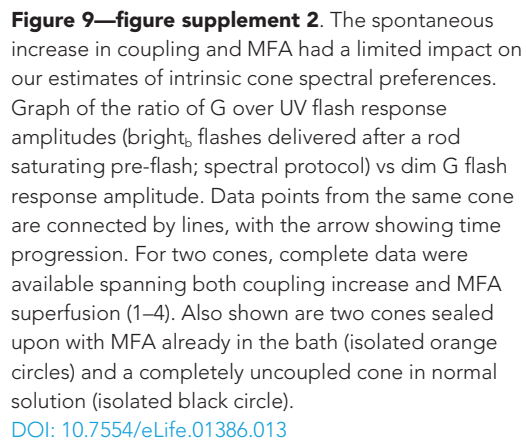 Figure 9—figure supplement 2. The spontaneous
increase in coupling and MFA had a limited impact on
our estimates of intrinsic cone spectral preferences.
Graph of the ratio of G over UV flash response
amplitudes (bright_b flashes delivered after a rod
saturating pre-flash; spectral protocol) vs dim G flash
response amplitude. Data points from the same cone
are connected by lines, with the arrow showing time
progression. For two cones, complete data were
available spanning both coupling increase and MFA
superfusion (1–4). Also shown are two cones sealed
upon with MFA already in the bath (isolated orange
circles) and a completely uncoupled cone in normal
solution (isolated black circle).
DOI: 10.7554/eLife.01386.013